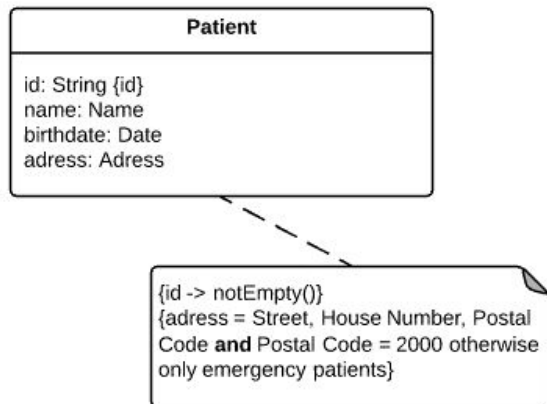 Patient
id: String {id}
name: Name
birthdate: Date
adress: Adress
{id -> notEmpty()}
{adress = Street, House Number, Postal
Code and Postal Code = 2000 otherwise
only emergency patients}